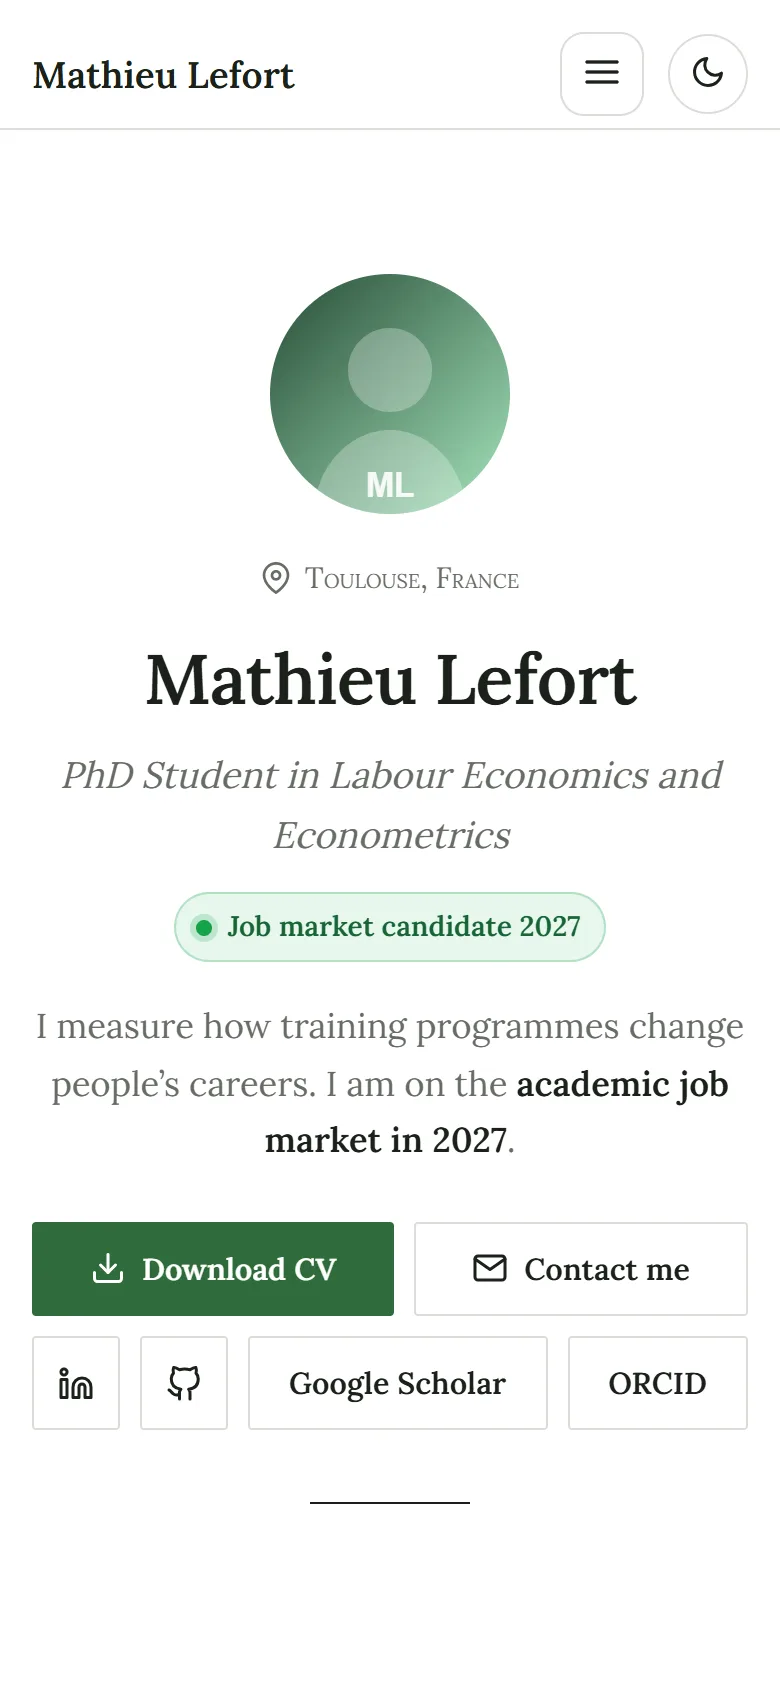 Mathieu Lefort
ML
Toulouse, France
Mathieu Lefort
PhD Student in Labour Economics and
Econometrics
Job market candidate 2027
I measure how training programmes change
people’s careers. I am on the academic job
market in 2027.
Download CV
Contact me
in
Google Scholar
ORCID